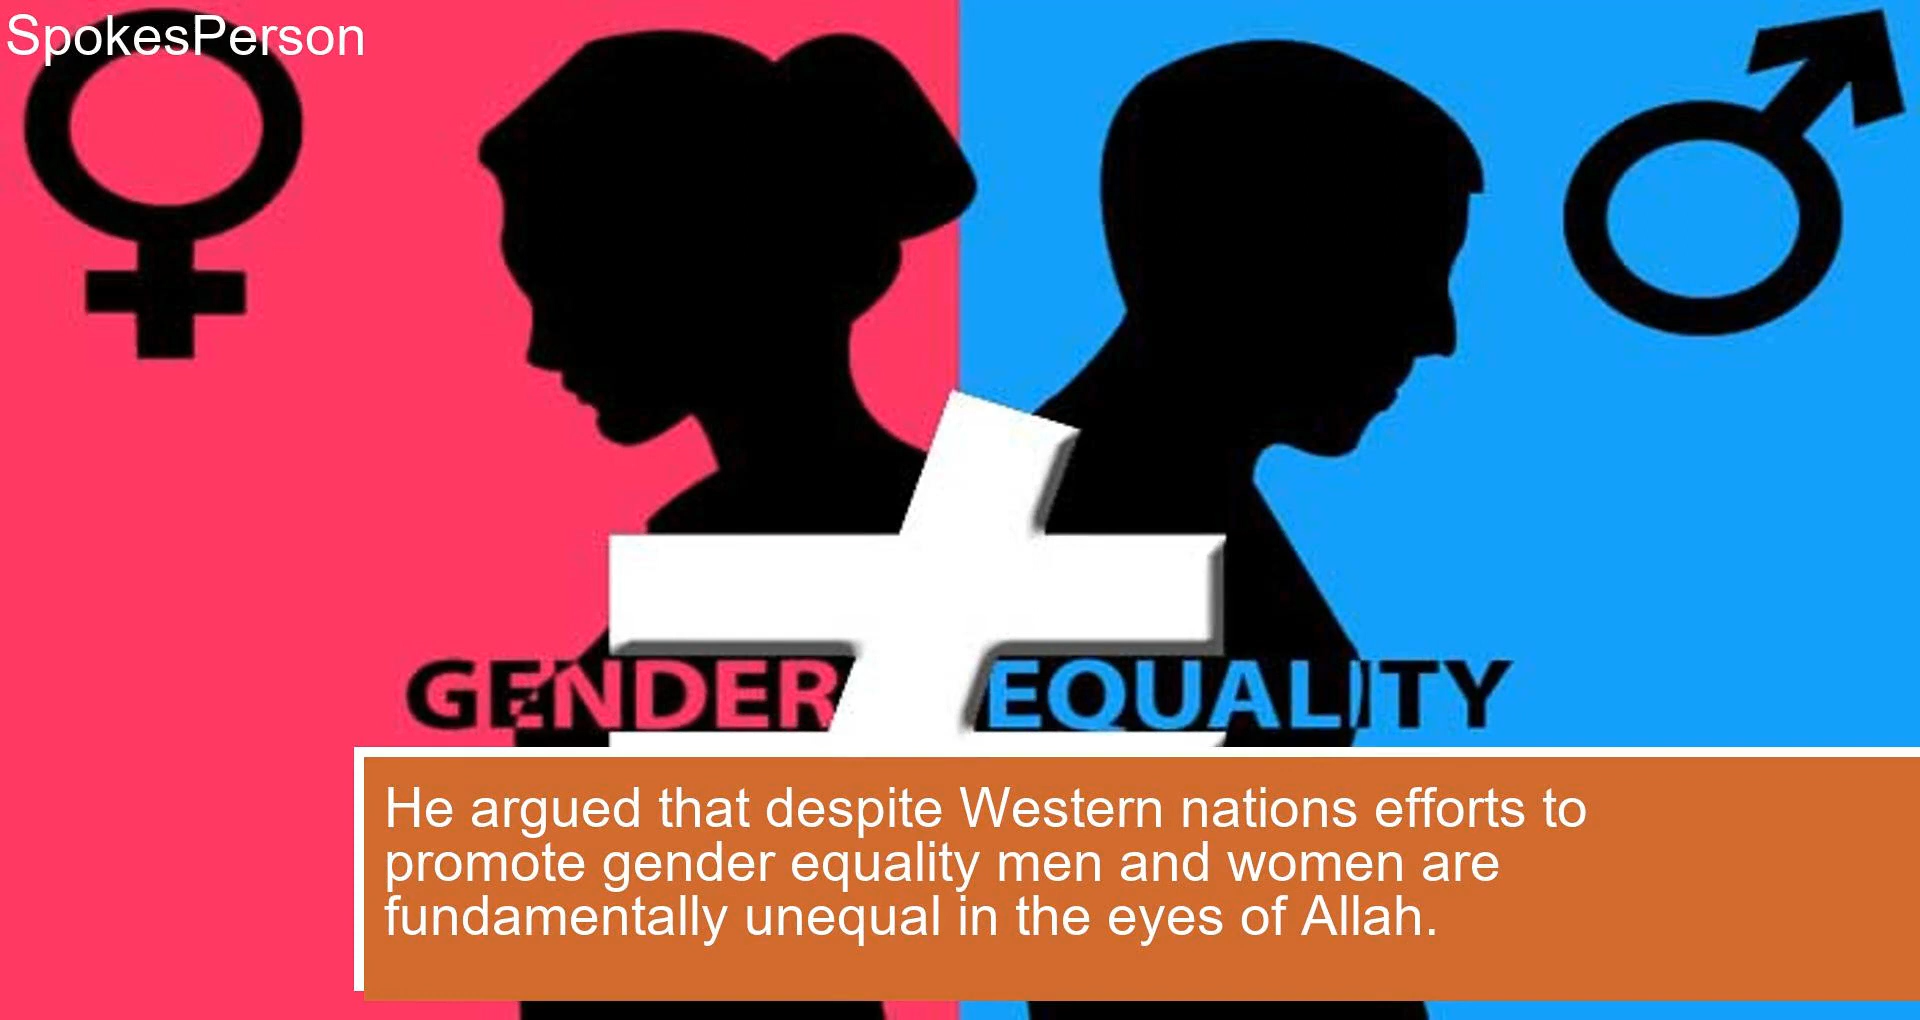 SpokesPerson
GENDER EQUALITY
He argued that despite Western nations efforts to
promote gender equality men and women are
fundamentally unequal in the eyes of Allah.